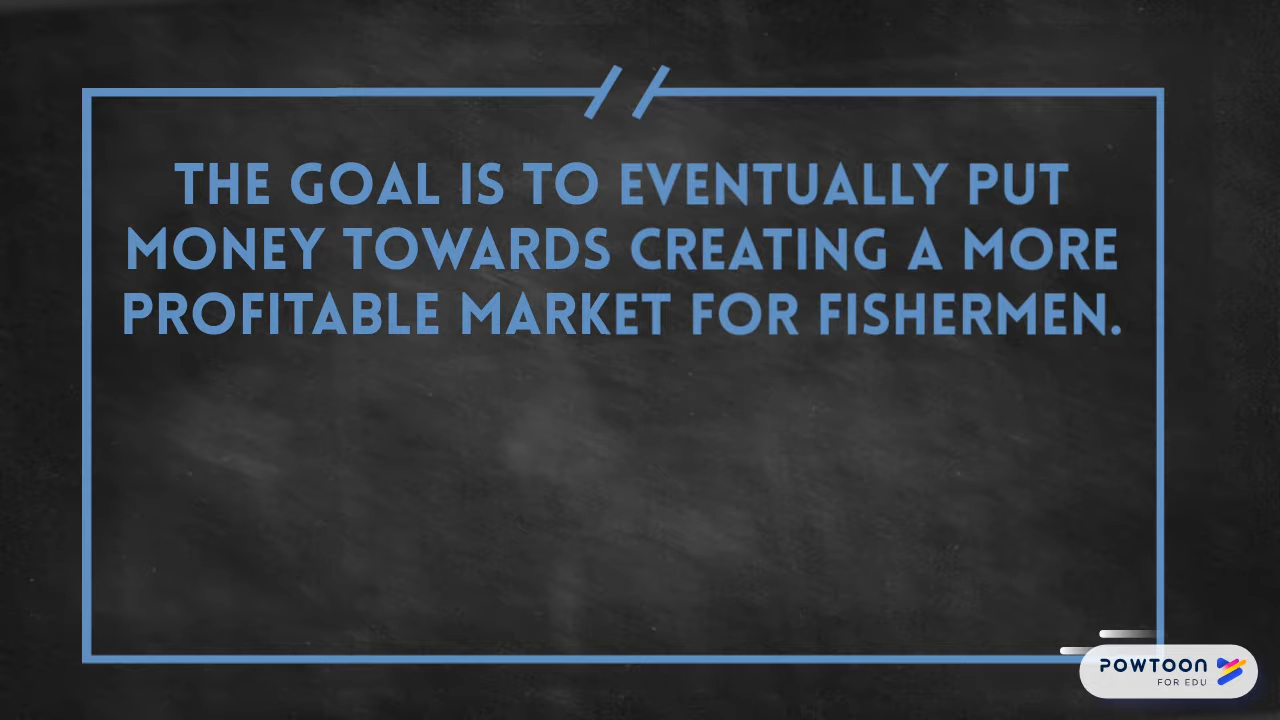 THE GOAL IS TO EVENTUALLY PUT
MONEY TOWARDS CREATING A MORE
PROFITABLE MARKET FOR FISHERMEN.
POWTOON
FOR EDU